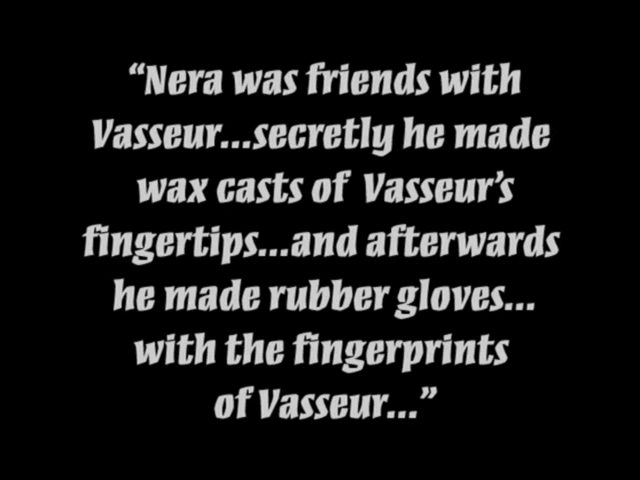 “Nera was friends with
Vasseur...secretly he made
wax casts of Vasseur’s
fingertips...and afterwards
he made rubber gloves...
with the fingerprints
of Vasseur...”